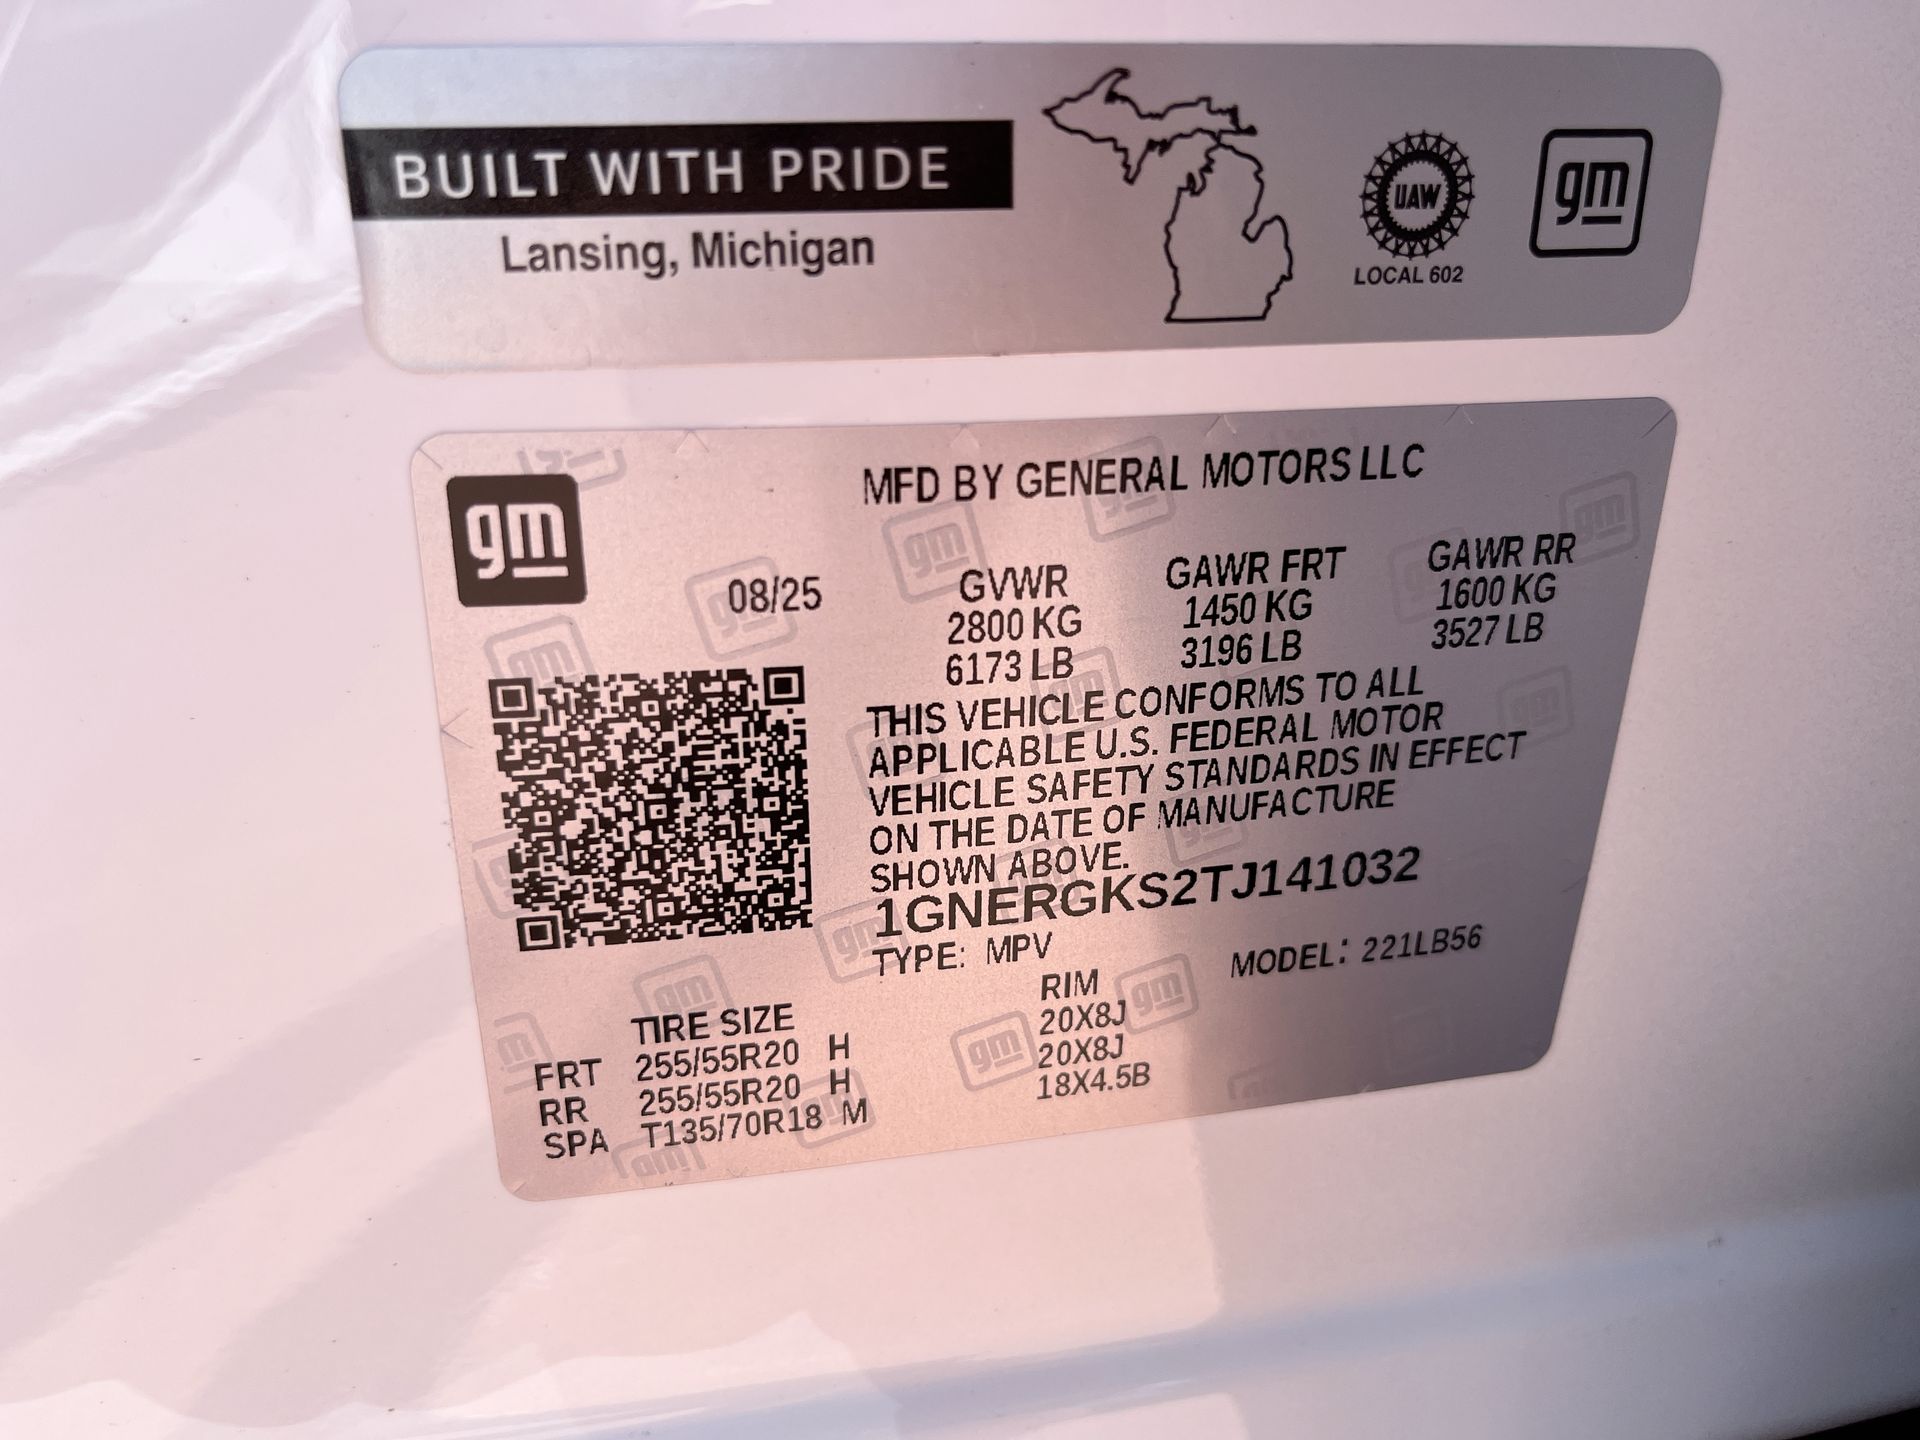 BUILT WITH PRIDE
Lansing, Michigan
UAW
LOCAL 602
gm
gm
MFD BY GENERAL MOTORS LLC
08/25
GVWR
2800 KG
6173 LB
GAWR FRT
1450 KG
3196 LB
GAWR RR
1600 KG
3527 LB
THIS VEHICLE CONFORMS TO ALL
APPLICABLE U.S. FEDERAL MOTOR
VEHICLE SAFETY STANDARDS IN EFFECT
ON THE DATE OF MANUFACTURE
SHOWN ABOVE.
1GNERGKS2TJ141032
TYPE: MPV
MODEL: 221LB56
TIRE SIZE
RIM
FRT 255/55R20 H 20X8J
RR 255/55R20 H 20X8J
SPA T135/70R18 M 18X4.5B